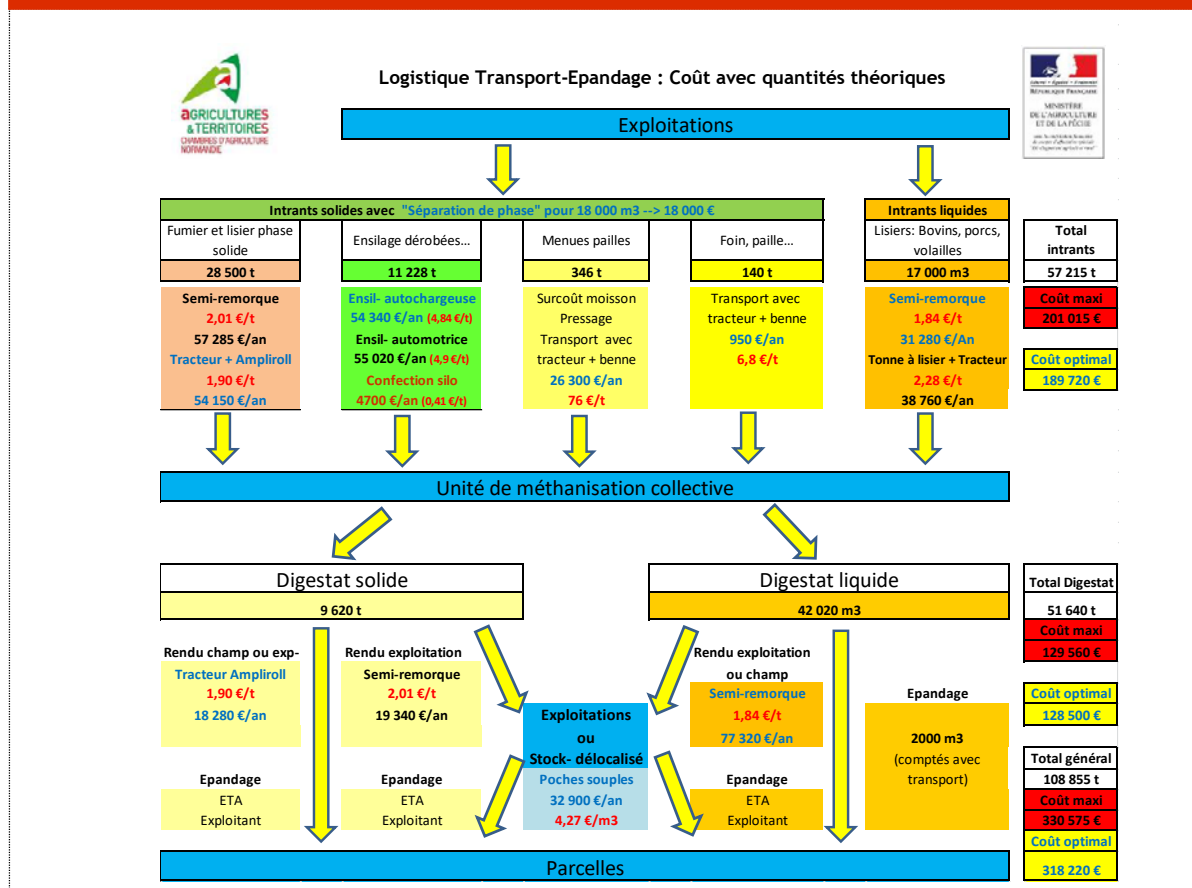 Logistique Transport-Epandage : Coût avec quantités théoriques
aGRICULTURES
& TERRITOIRES
CHAMBRES D'AGRICULTURE
NORMANDIE
RÉPUBLIQUE FRANÇAISE
MINISTÈRE
DE L'AGRICULTURE
ET DE LA PÊCHE
Exploitations
Intrants solides avec "Séparation de phase" pour 18 000 m3 --> 18 000 €
Fumier et lisier phase
solide
28 500 t
Semi-remorque
2,01 €/t
57 285 €/an
Tracteur + Ampliroll
1,90 €/t
54 150 €/an
Ensilage dérobées...
11 228 t
Ensil- autochargeuse
54 340 €/an (4,84 €/t)
Ensil- automotrice
55 020 €/an (4,9 €/t)
Confection silo
4700 €/an (0,41 €/t)
Menues pailles
346 t
Surcoût moisson
Pressage
Transport avec
tracteur + benne
26 300 €/an
76 €/t
Foin, paille...
140 t
Transport avec
tracteur + benne
950 €/an
6,8 €/t
Intrants liquides
Lisiers: Bovins, porcs,
volailles
17 000 m3
Semi-remorque
1,84 €/t
31 280 €/An
Tonne à lisier + Tracteur
2,28 €/t
38 760 €/an
Total
intrants
57 215 t
Coût maxi
201 015 €
Coût optimal
189 720 €
Unité de méthanisation collective
Digestat solide
9 620 t
Digestat liquide
42 020 m3
Total Digestat
51 640 t
Coût maxi
129 560 €
Coût optimal
128 500 €
Rendu champ ou exp-
Tracteur Ampliroll
1,90 €/t
18 280 €/an
Epandage
ETA
Exploitant
Rendu exploitation
Semi-remorque
2,01 €/t
19 340 €/an
Epandage
ETA
Exploitant
Exploitations
ou
Stock- délocalisé
Poches souples
32 900 €/an
4,27 €/m3
Rendu exploitation
ou champ
Semi-remorque
1,84 €/t
77 320 €/an
Epandage
ETA
Exploitant
Epandage
2000 m3
(comptés avec
transport)
Total général
108 855 t
Coût maxi
330 575 €
Coût optimal
318 220 €
Parcelles